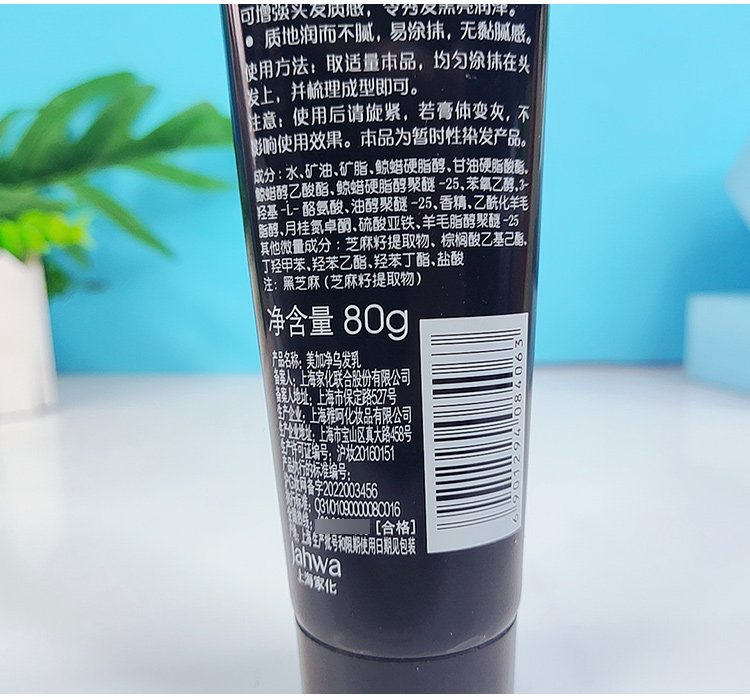 可增强头发质感，令秀发黑亮润泽。
• 质地润而不腻，易涂抹，无黏腻感。
使用方法：取适量本品，均匀涂抹在头
发上，并梳理成型即可。
注意：使用后请旋紧，若膏体变灰，不
影响使用效果。本品为暂时性染发产品。
成分：水、矿油、矿脂、鲸蜡硬脂醇、甘油硬脂酸酯、
鲸蜡醇乙酸酯、鲸蜡硬脂醇聚醚-25、苯氧乙醇、3-
羟基-L-酪氨酸、油醇聚醚-25、香精、乙酰化羊毛
脂醇、月桂氮卓酮、硫酸亚铁、羊毛脂醇聚醚-25
其他微量成分：芝麻籽提取物、棕榈酸乙基己酯、
丁羟甲苯、羟苯乙酯、羟苯丁酯、盐酸
注：黑芝麻（芝麻籽提取物）
净含量 80g
产品名称：美加净乌发乳
备案人：上海家化联合股份有限公司
备案人地址：上海市保定路527号
生产企业：上海雅呵化妆品有限公司
生产企业地址：上海市宝山区真大路458号
生产许可证编号：沪妆20160151
产品执行的标准编号：
G妆网备字2022003456
执行标准：Q31/0109000008C016
热线： [合格]
上海 生产批号和限期使用日期见包装
jahwa
上海家化
6 901294 084063